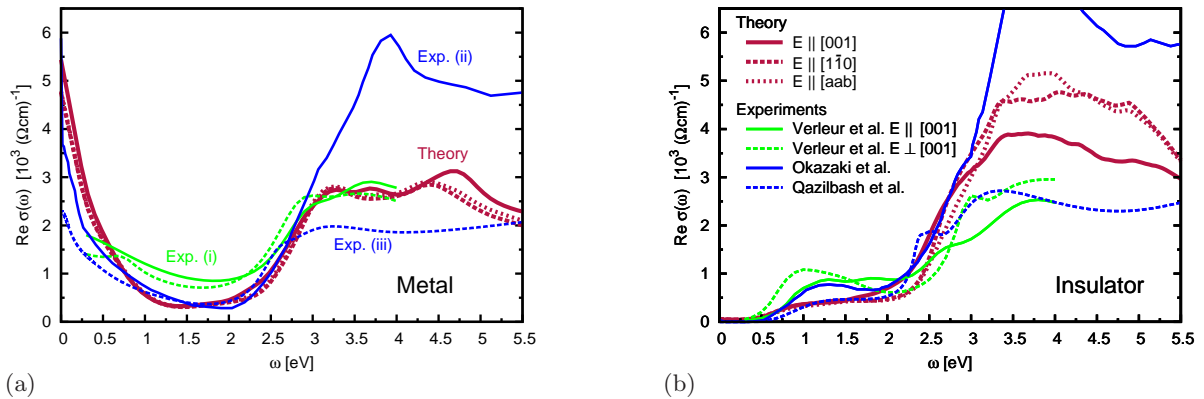 6
5
4
3
2
1
0
0 0.5 1 1.5 2 2.5 3 3.5 4 4.5 5 5.5
Re σ(ω) [10³ (Ωcm)⁻¹]
ω [eV]
Exp. (ii)
Theory
Exp. (i)
Exp. (iii)
Metal
(a)
6
5
4
3
2
1
0
0 0.5 1 1.5 2 2.5 3 3.5 4 4.5 5 5.5
Re σ(ω) [10³ (Ωcm)⁻¹]
ω [eV]
Theory
E || [001]
E || [11̄0]
E || [aab]
Experiments
Verleur et al. E || [001]
Verleur et al. E ⊥ [001]
Okazaki et al.
Qazilbash et al.
Insulator
(b)